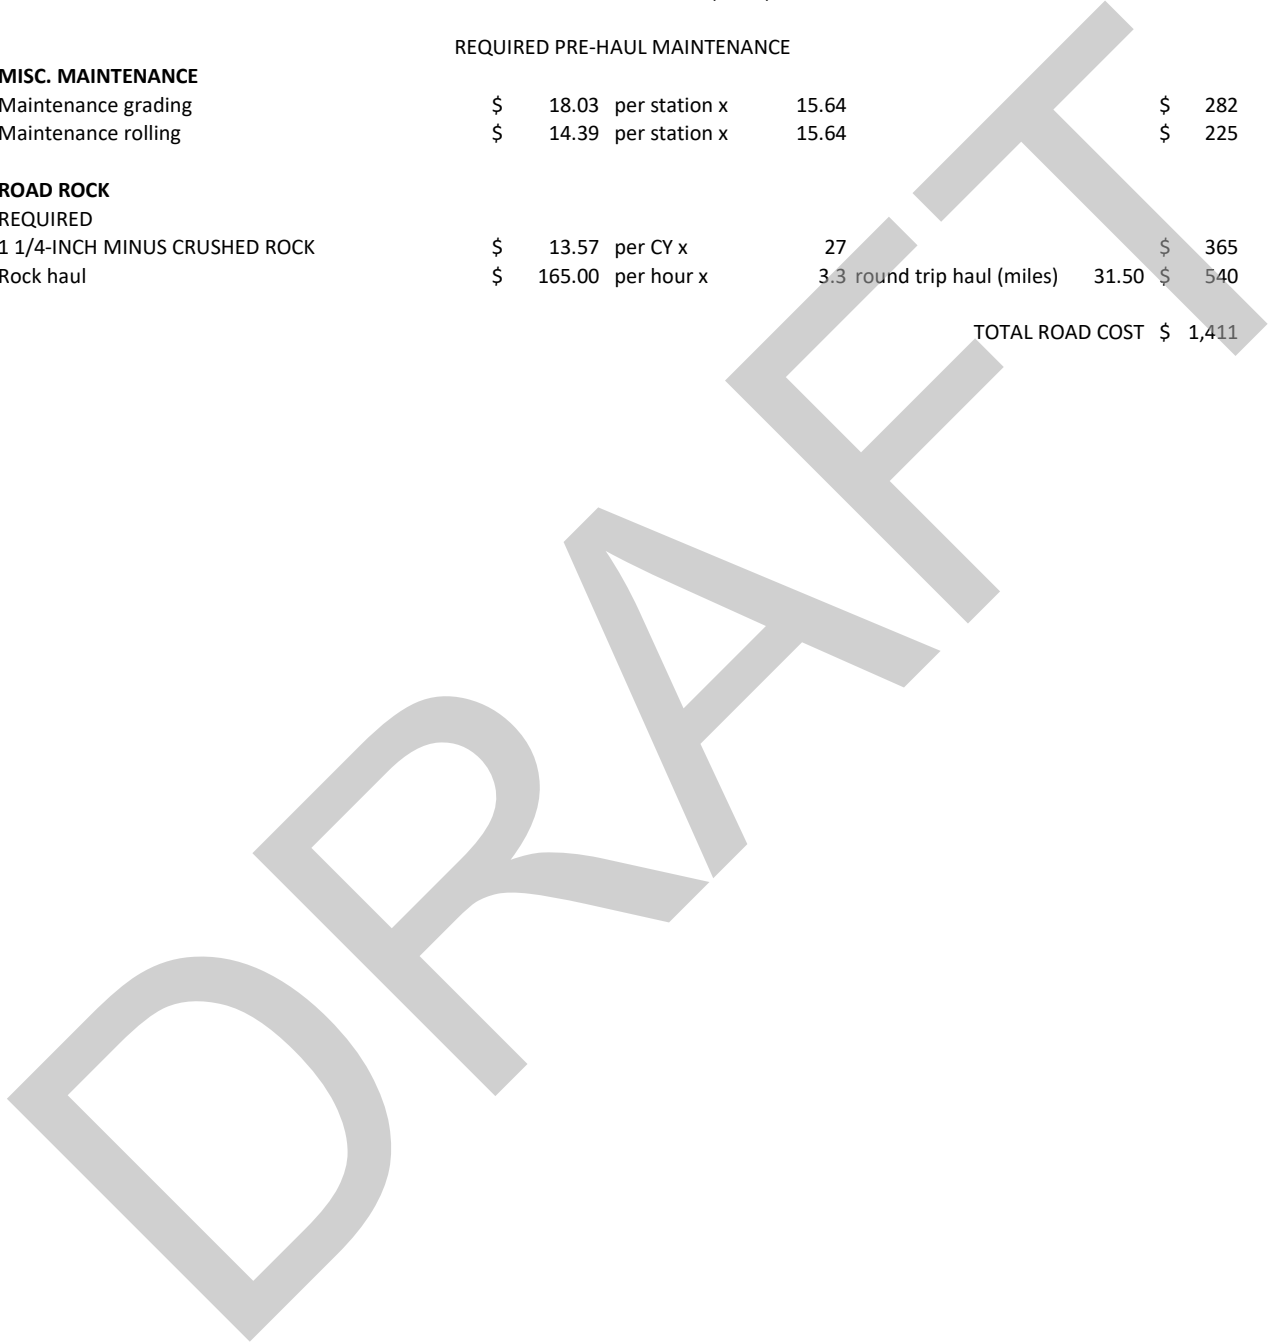 REQUIRED PRE-HAUL MAINTENANCE
MISC. MAINTENANCE
Maintenance grading $ 18.03 per station x 15.64 $ 282
Maintenance rolling $ 14.39 per station x 15.64 $ 225
ROAD ROCK
REQUIRED
1 1/4-INCH MINUS CRUSHED ROCK $ 13.57 per CY x 27 $ 365
Rock haul $ 165.00 per hour x 3.3 round trip haul (miles) 31.50 $ 540
TOTAL ROAD COST $ 1,411
DRAFT